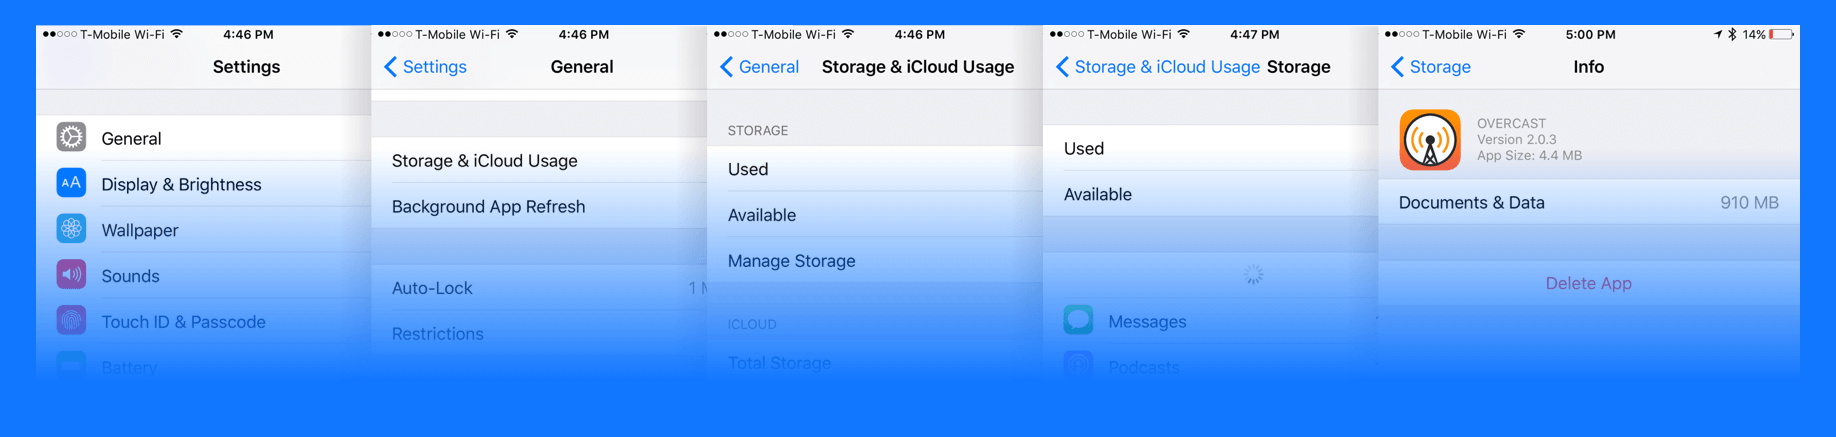 T-Mobile Wi-Fi 4:46 PM
Settings
General
Display & Brightness
Wallpaper
Sounds
Touch ID & Passcode
Battery
T-Mobile Wi-Fi 4:46 PM
Settings General
Storage & iCloud Usage
Background App Refresh
Auto-Lock 1
Restrictions
T-Mobile Wi-Fi 4:46 PM
General Storage & iCloud Usage
STORAGE
Used
Available
Manage Storage
ICLOUD
Total Storage
T-Mobile Wi-Fi 4:47 PM
Storage & iCloud Usage Storage
Used
Available
Messages
Podcasts
T-Mobile Wi-Fi 5:00 PM 14%
Storage Info
OVERCAST
Version 2.0.3
App Size: 4.4 MB
Documents & Data 910 MB
Delete App